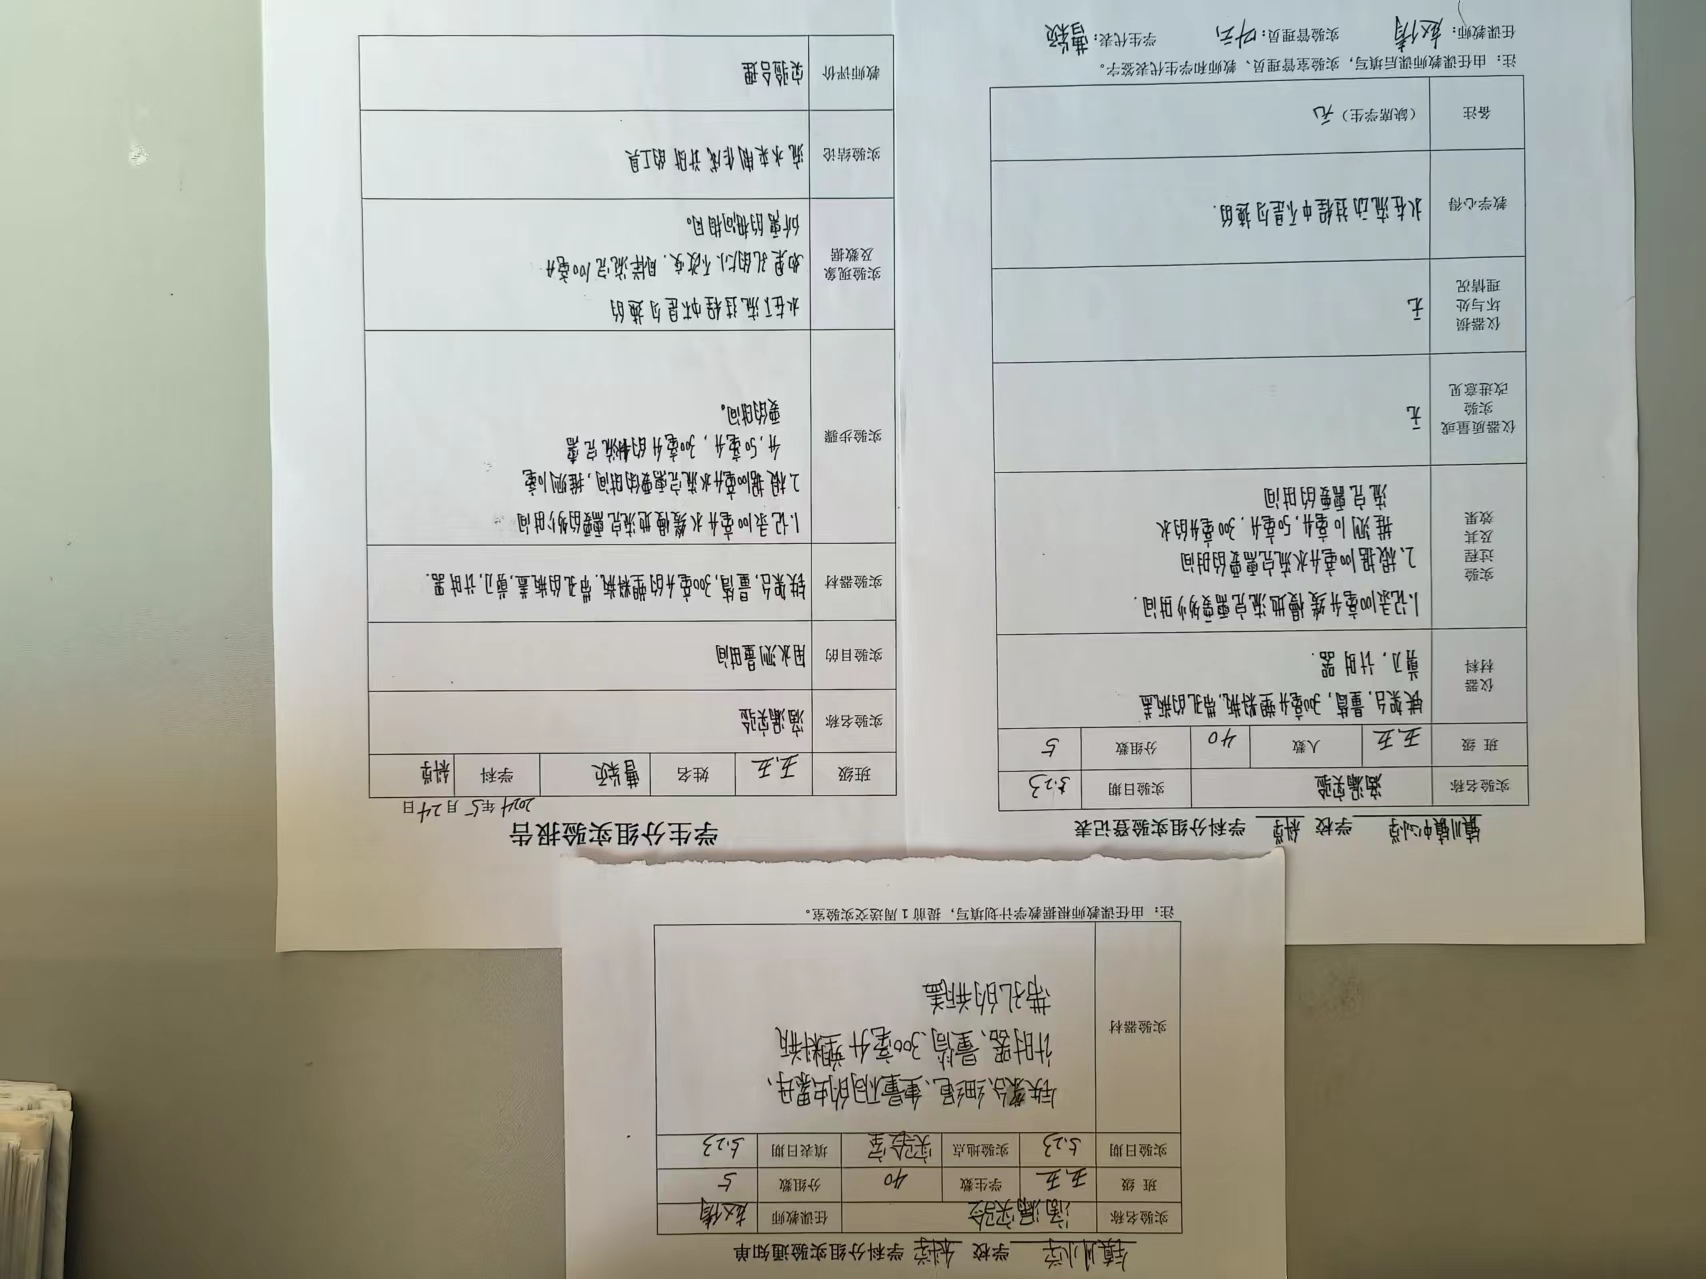 镇川小学 学校 科学 学科分组实验通知单
实验名称 滴漏实验 任课教师 赵倩
班级 五.五 学生数 40 分组数 5
实验日期 5.23 实验地点 实验室 填表日期 5.23
实验器材
铁架台、细绳、重量不同的
计时器、量筒、300毫升塑料瓶
带孔的瓶盖
注：由任课教师根据教学计划填写，提前1周送交实验室。
镇川镇中心小学 学校 科学 学科分组实验登记表
实验名称 滴漏实验 实验日期 5.23
班级 五.五 人数 40 分组数 5
仪器材料
铁架台，量筒，300毫升塑料瓶，带孔的瓶盖
剪刀，计时器.
实验过程及其效果
1.记录100毫升缓慢地流完需要多少时间.
2、根据100毫升水流完需要的时间
推测10毫升，50毫升，300毫升的水
流完需要的时间
仪器质量或实验改进意见
无
仪器损坏与处理情况
无
教学心得
水在流动过程中不是匀速的.
备注
（缺席学生）无
注：由任课教师课后填写，实验室管理员、教师和学生代表签字。
任课教师：赵倩 实验管理员：叶云 学生代表：曹颖
学生分组实验报告
2024年5月24日
班级 五.五 姓名 曹颖 学科 科学
实验名称 滴漏实验
实验目的 用水测量时间
实验器材 铁架台，量筒，300毫升的塑料瓶.带孔的瓶盖,剪刀,计时器.
实验步骤
1.记录100毫升水缓慢地流完需要的多少时间
2.根据100毫升水流完需要的时间，推测10毫
升，50毫升，300毫升的水流完需
要的时间。
实验现象及数据
水在下流过程中不是匀速的
如果孔的大小不改变.同样流完100毫升
所需的时间相同。
实验结论 流水来用作成计时的工具
教师评价 实验合理